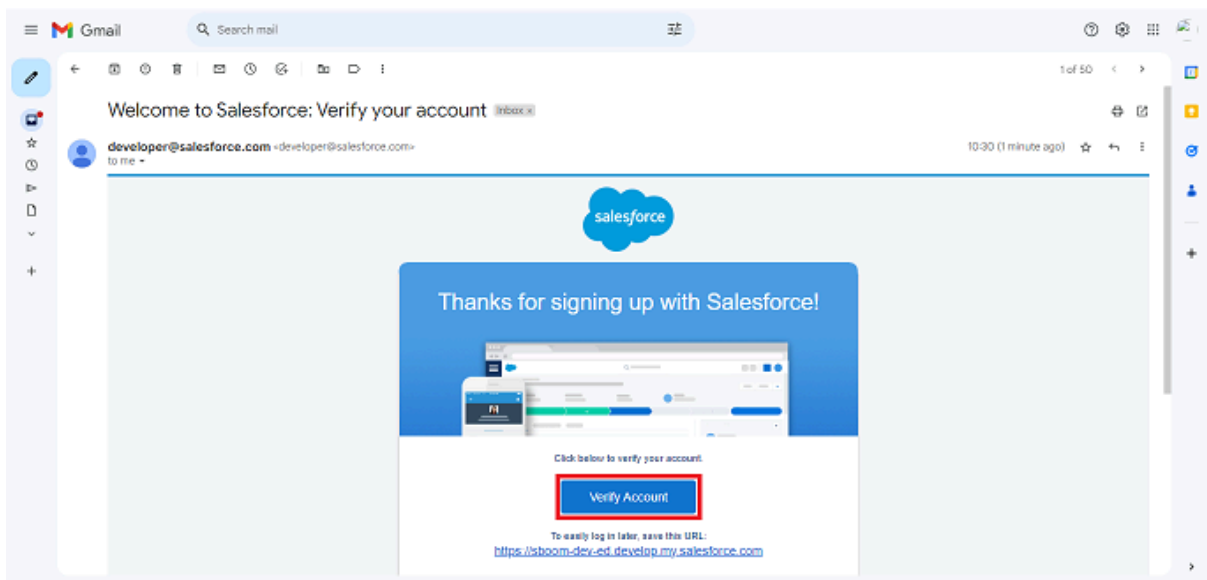 Gmail
Search mail
1 of 50
Welcome to Salesforce: Verify your account Inbox x
developer@salesforce.com <developer@salesforce.com>
10:30 (1 minute ago)
to me
salesforce
Thanks for signing up with Salesforce!
Click below to verify your account.
Verify Account
To easily log in later, save this URL:
https://sboom-dev-ed.develop.my.salesforce.com